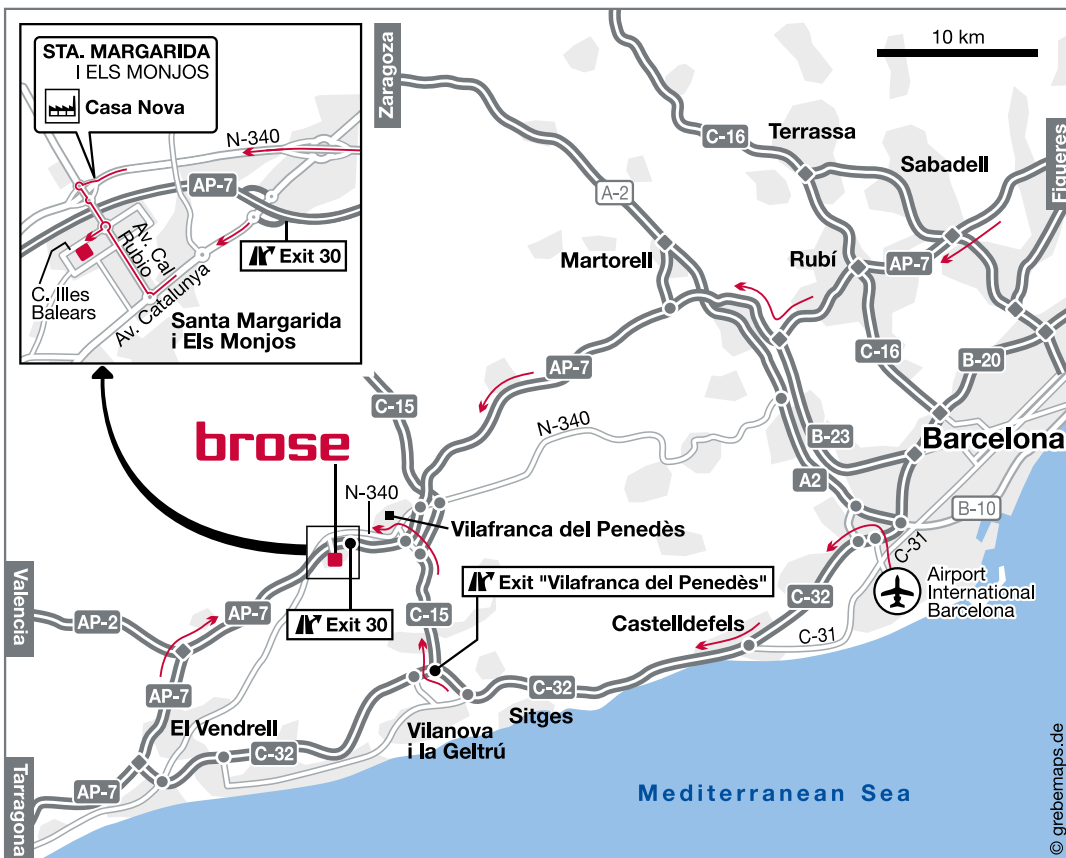 STA. MARGARIDA
I ELS MONJOS
Casa Nova
N-340
AP-7
Exit 30
Av. Cal
Rubio
C. Illes
Balears
Av. Catalunya
Santa Margarida
i Els Monjos
Zaragoza
10 km
C-16
Terrassa
Sabadell
Figueres
A-2
Martorell
Rubí
AP-7
C-16
B-20
AP-7
C-15
N-340
B-23
Barcelona
A2
brose
N-340
Vilafranca del Penedès
B-10
C-31
Exit "Vilafranca del Penedès"
Airport
International
Barcelona
Valencia
AP-2
AP-7
Exit 30
C-15
C-32
Castelldefels
C-31
AP-7
C-32
Sitges
El Vendrell
Vilanova
i la Geltrú
C-32
Tarragona
AP-7
Mediterranean Sea
© grebemaps.de